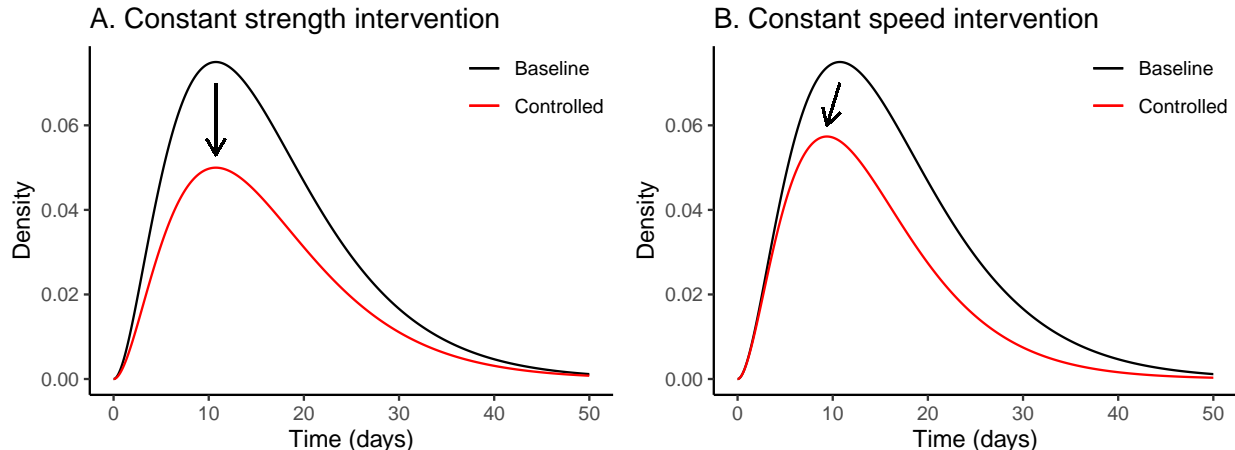 A. Constant strength intervention
Density
0.06
0.04
0.02
0.00
0 10 20 30 40 50
Time (days)
Baseline
Controlled
B. Constant speed intervention
Density
0.06
0.04
0.02
0.00
0 10 20 30 40 50
Time (days)
Baseline
Controlled